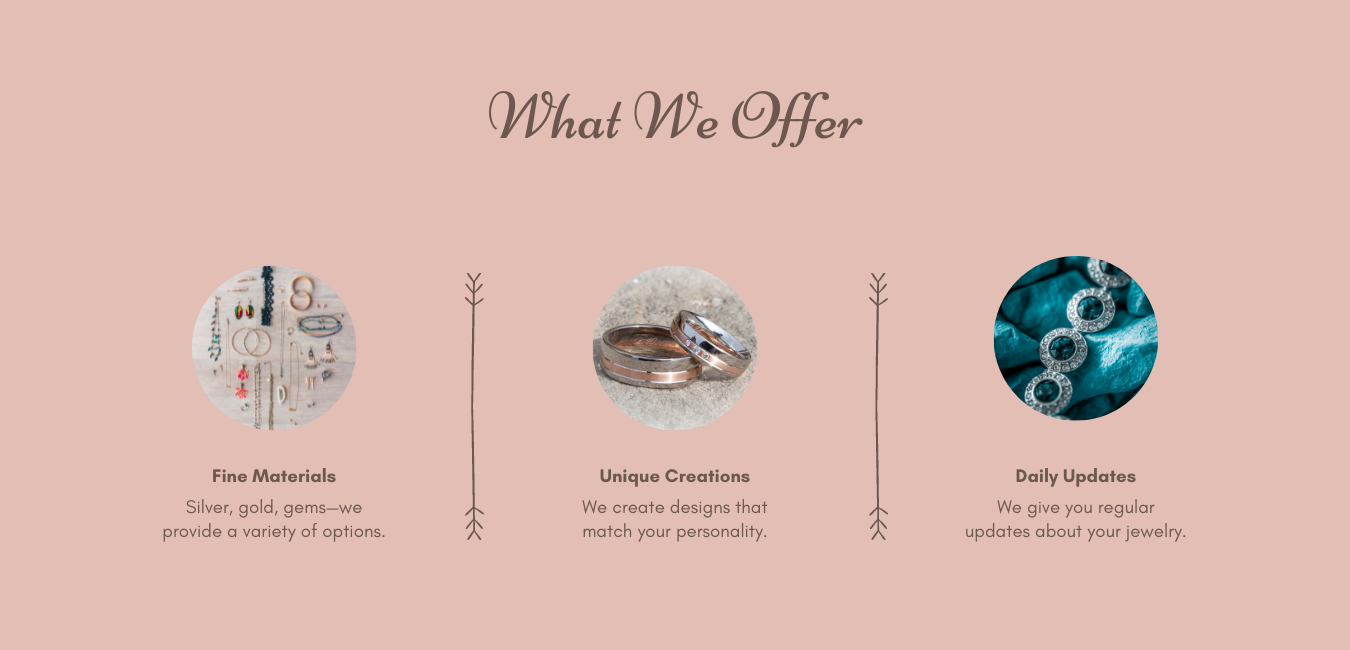 What We Offer
Fine Materials
Silver, gold, gems—we
provide a variety of options.
Unique Creations
We create designs that
match your personality.
Daily Updates
We give you regular
updates about your jewelry.